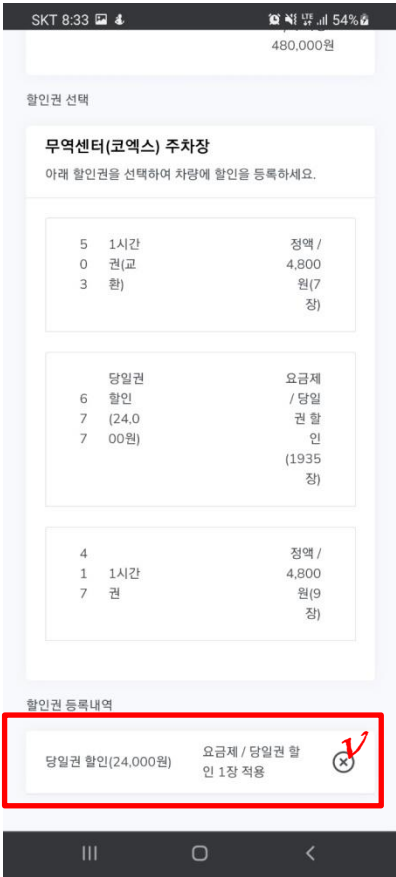 SKT 8:33 54%
480,000원
할인권 선택
무역센터(코엑스) 주차장
아래 할인권을 선택하여 차량에 할인을 등록하세요.
5 1시간 정액 /
0 권(교 4,800
3 환) 원(7
장)
당일권 요금제
6 할인 / 당일
7 (24,0 권 할
7 00원) 인
(1935
장)
4 정액 /
1 1시간 4,800
7 권 원(9
장)
할인권 등록내역
당일권 할인(24,000원) 요금제 / 당일권 할
인 1장 적용